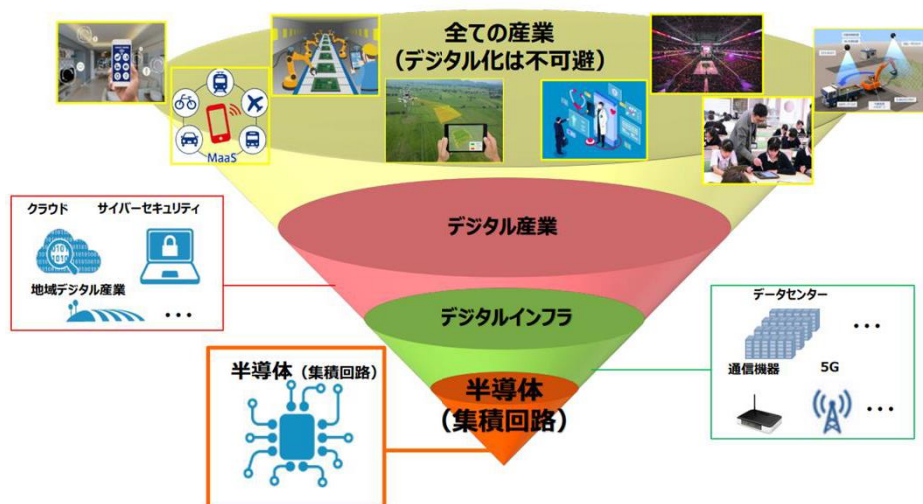 全ての産業
(デジタル化は不可避)
MaaS
デジタル産業
クラウド サイバーセキュリティ
地域デジタル産業
・・・
デジタルインフラ
データセンター
・・・
通信機器 5G
・・・
半導体(集積回路)
半導体
(集積回路)